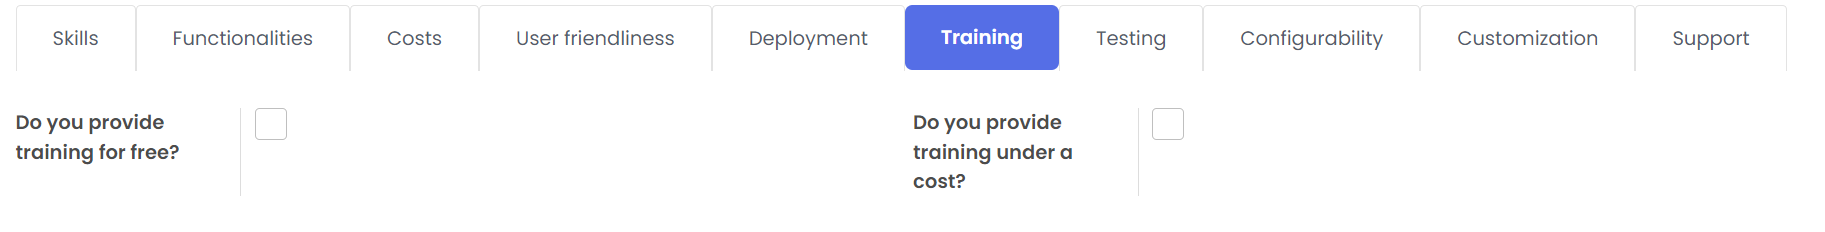 Skills Functionalities Costs User friendliness Deployment Training Testing Configurability Customization Support
Do you provide
training for free?
Do you provide
training under a
cost?